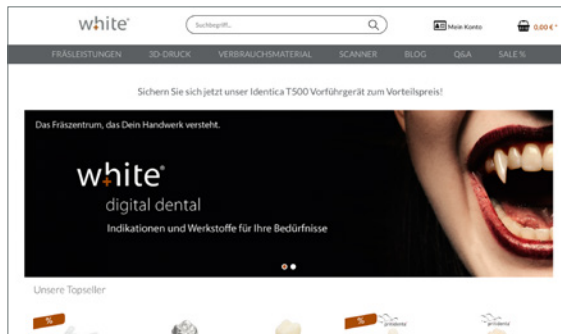 white
Suchbegriff...
Mein Konto
0,00 € *
FRÄSLEISTUNGEN 3D-DRUCK VERBRAUCHSMATERIAL SCANNER BLOG Q&A SALE %
Sichern Sie sich jetzt unser Identica T500 Vorführgerät zum Vorteilspreis!
Das Fräszentrum, das Dein Handwerk versteht.
white
digital dental
Indikationen und Werkstoffe für Ihre Bedürfnisse
Unsere Topseller
% %